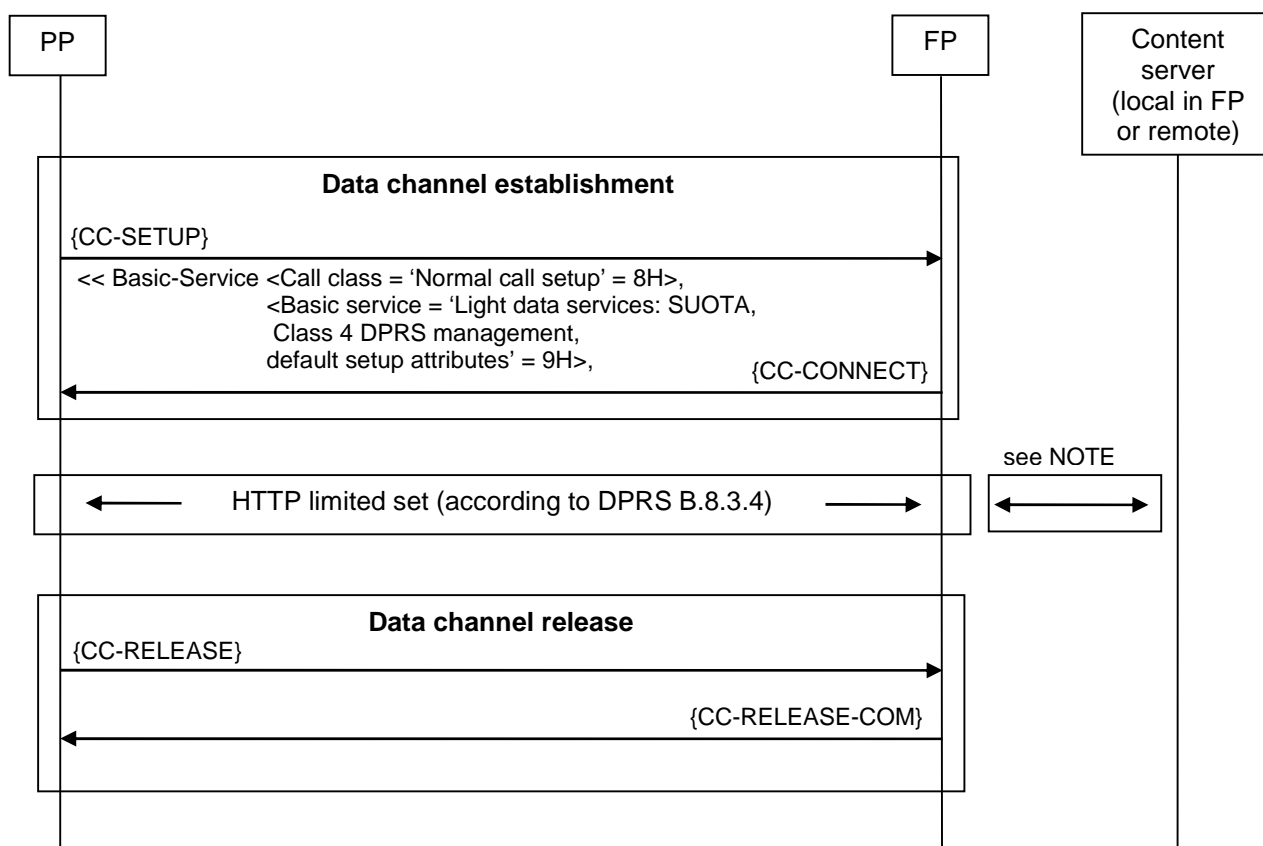 PP
FP
Content
server
(local in FP
or remote)
Data channel establishment
{CC-SETUP}
<< Basic-Service <Call class = ‘Normal call setup’ = 8H>,
<Basic service = ‘Light data services: SUOTA,
Class 4 DPRS management,
default setup attributes’ = 9H>,
{CC-CONNECT}
see NOTE
HTTP limited set (according to DPRS B.8.3.4)
Data channel release
{CC-RELEASE}
{CC-RELEASE-COM}